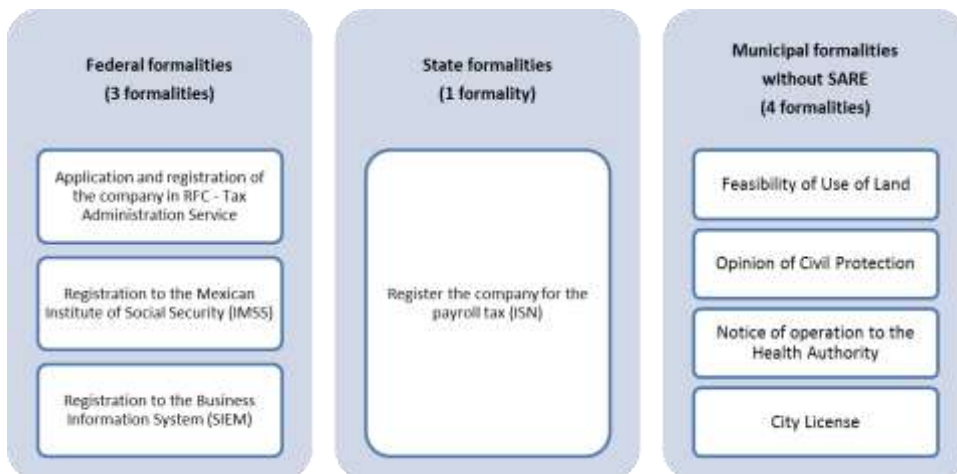 Federal formalities
(3 formalities)
Application and registration of
the company in RFC - Tax
Administration Service
Registration to the Mexican
Institute of Social Security (IMSS)
Registration to the Business
Information System (SIEM)
State formalities
(1 formality)
Register the company for the
payroll tax (ISN)
Municipal formalities
without SARE
(4 formalities)
Feasibility of Use of Land
Opinion of Civil Protection
Notice of operation to the
Health Authority
City License